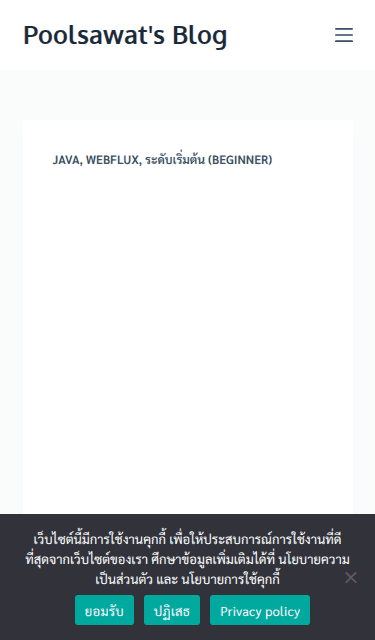 Poolsawat's Blog
JAVA, WEBFLUX, ระดับเริ่มต้น (BEGINNER)
เว็บไซต์นี้มีการใช้งานคุกกี้ เพื่อให้ประสบการณ์การใช้งานที่ดี
ที่สุดจากเว็บไซต์ของเรา ศึกษาข้อมูลเพิ่มเติมได้ที่ นโยบายความ
เป็นส่วนตัว และ นโยบายการใช้คุกกี้
ยอมรับ ปฏิเสธ Privacy policy